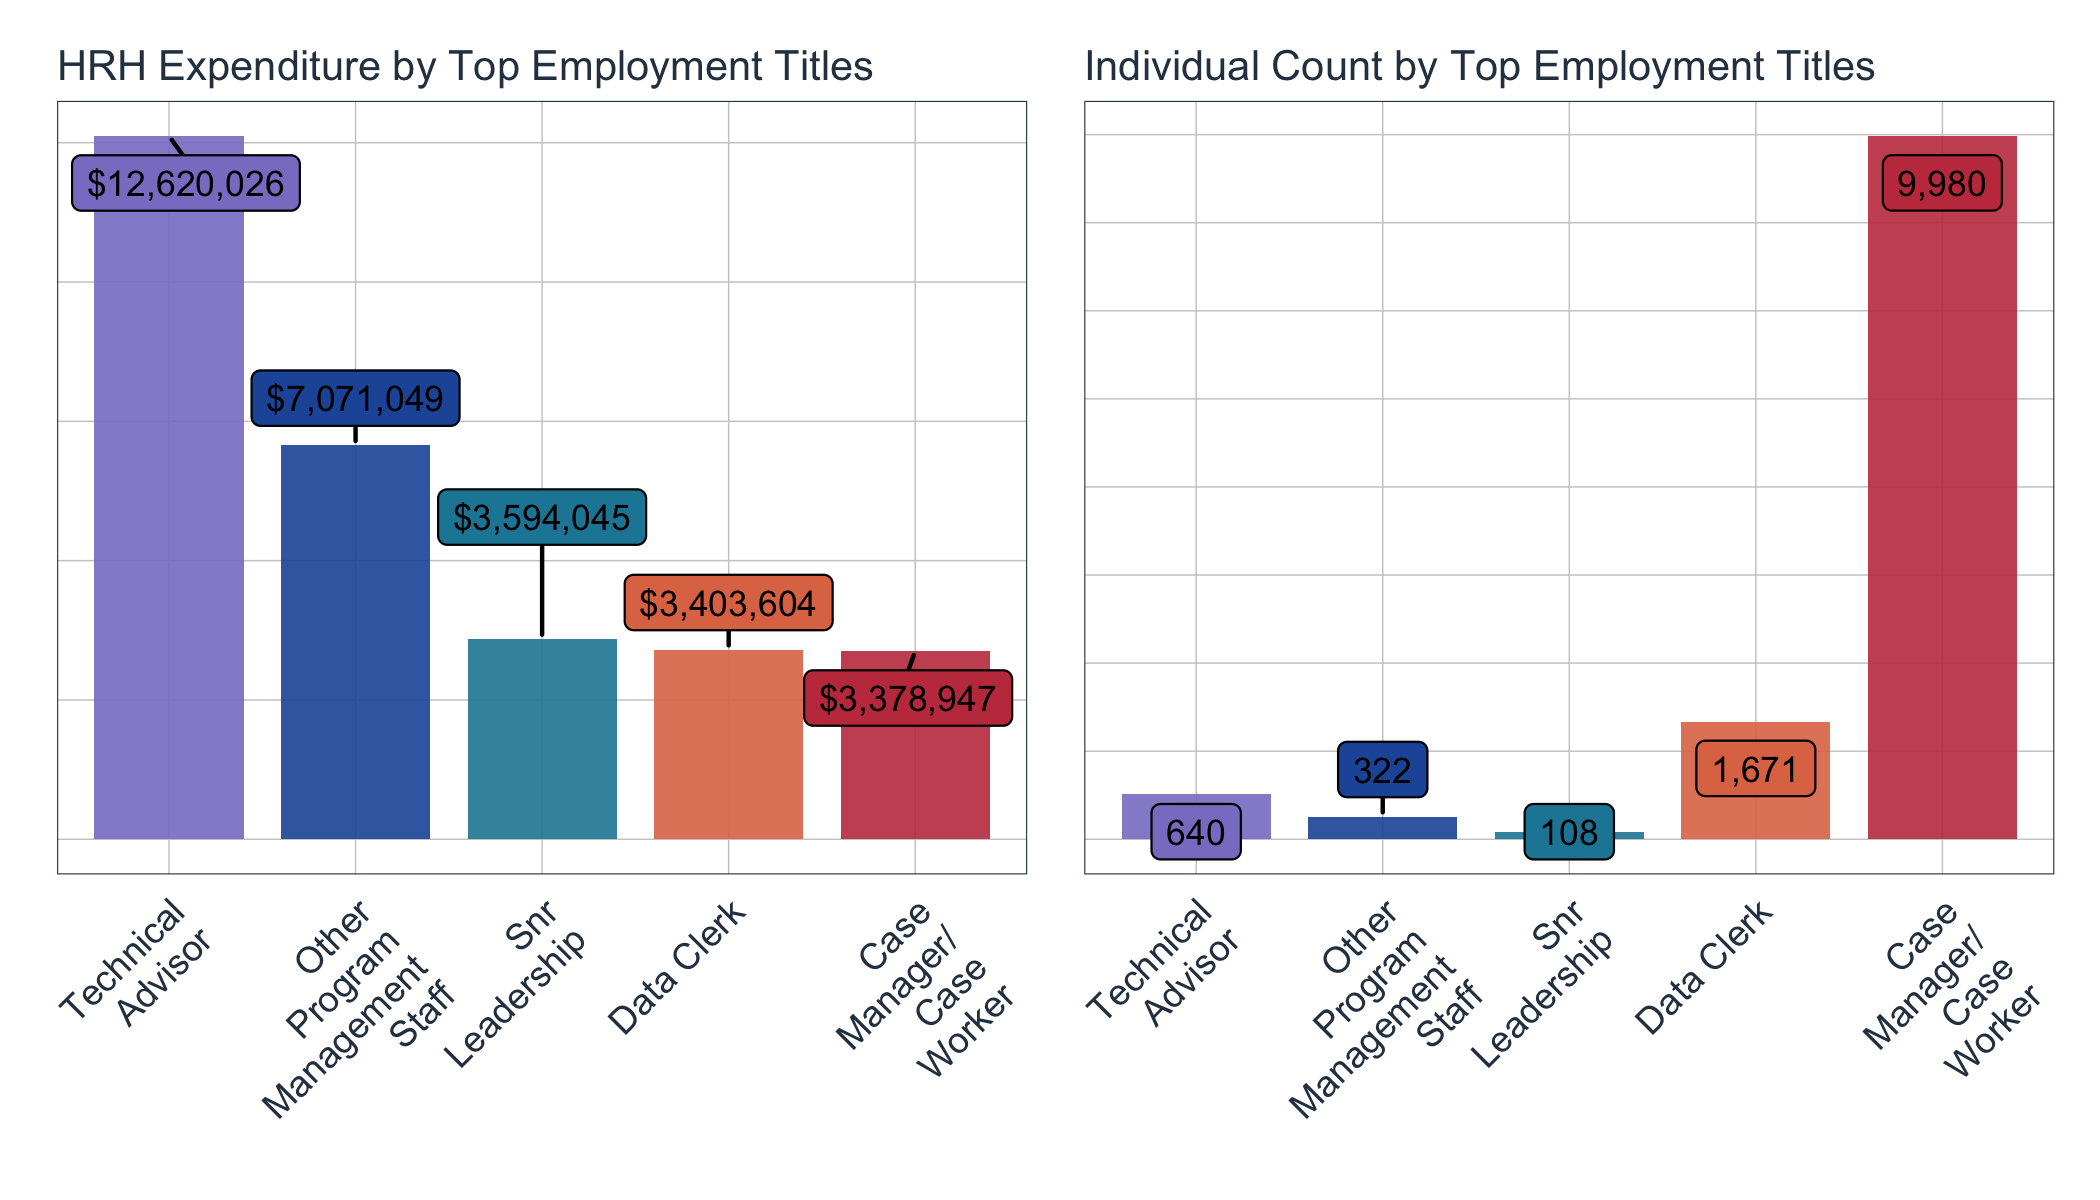 HRH Expenditure by Top Employment Titles
$12,620,026
$7,071,049
$3,594,045
$3,403,604
$3,378,947
Technical
Advisor
Other
Program
Management
Staff
Snr
Leadership
Data Clerk
Case
Manager/
Case
Worker
Individual Count by Top Employment Titles
640
322
108
1,671
9,980
Technical
Advisor
Other
Program
Management
Staff
Snr
Leadership
Data Clerk
Case
Manager/
Case
Worker